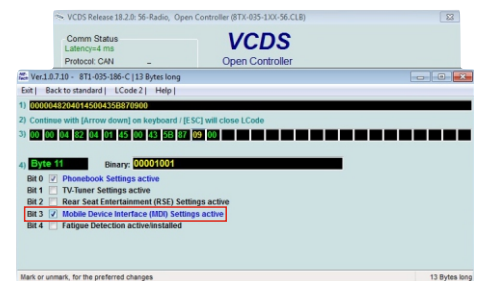 VCDS Release 18.2.0: 56-Radio, Open Controller (8TX-035-1XX-56.CLB)
Comm Status
Latency=4 ms
Protocol: CAN
VCDS
Open Controller
Ver.1.0.7.10 - 8T1-035-186-C | 13 Bytes long
Exit | Back to standard | LCode 2 | Help |
1) 00000482040145004​35B870900
2) Continue with [Arrow down] on keyboard / [ESC] will close LCode
3) 00 00 04 82 04 01 45 00 43 5B 87 09 00
4) Byte 11 Binary: 00001001
Bit 0 Phonebook Settings active
Bit 1 TV-Tuner Settings active
Bit 2 Rear Seat Entertainment (RSE) Settings active
Bit 3 Mobile Device Interface (MDI) Settings active
Bit 4 Fatigue Detection active/installed
Mark or unmark, for the preferred changes
13 Bytes long